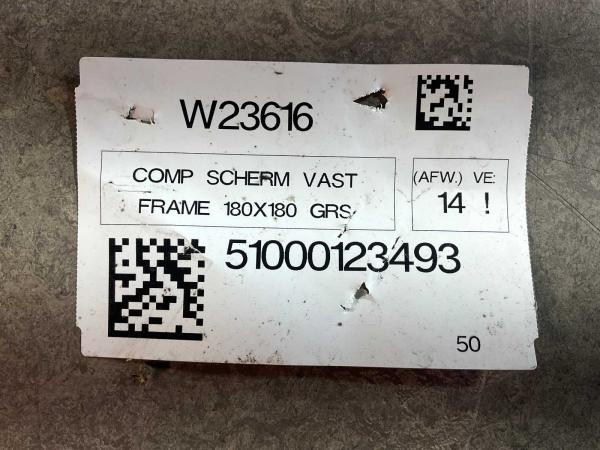 W23616
COMP SCHERM VAST
FRAME 180X180 GRS
(AFW.) VE:
14 !
51000123493
50